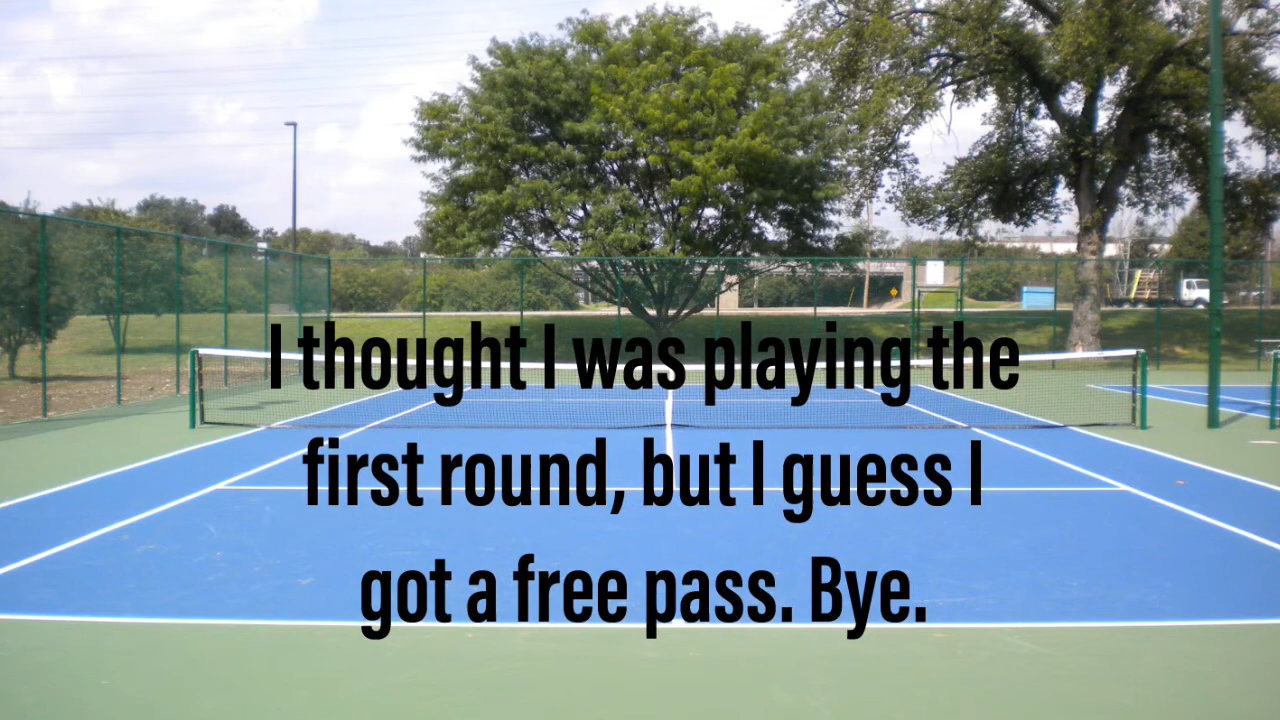 I thought I was playing the
first round, but I guess I
got a free pass. Bye.